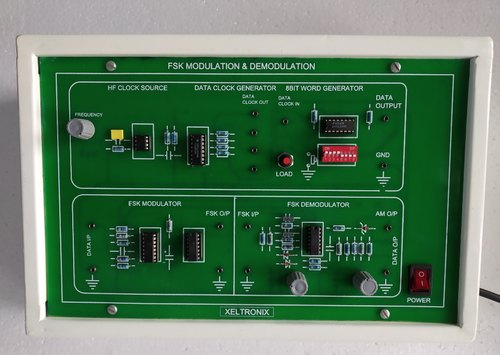 FSK MODULATION & DEMODULATION
HF CLOCK SOURCE
DATA CLOCK GENERATOR
8BIT WORD GENERATOR
FREQUENCY
DATA
CLOCK OUT
DATA
CLOCK IN
DATA
OUTPUT
LOAD
GND
FSK MODULATOR
FSK O/P
DATA I/P
FSK I/P
FSK DEMODULATOR
AM O/P
DATA O/P
POWER
XELTRONIX